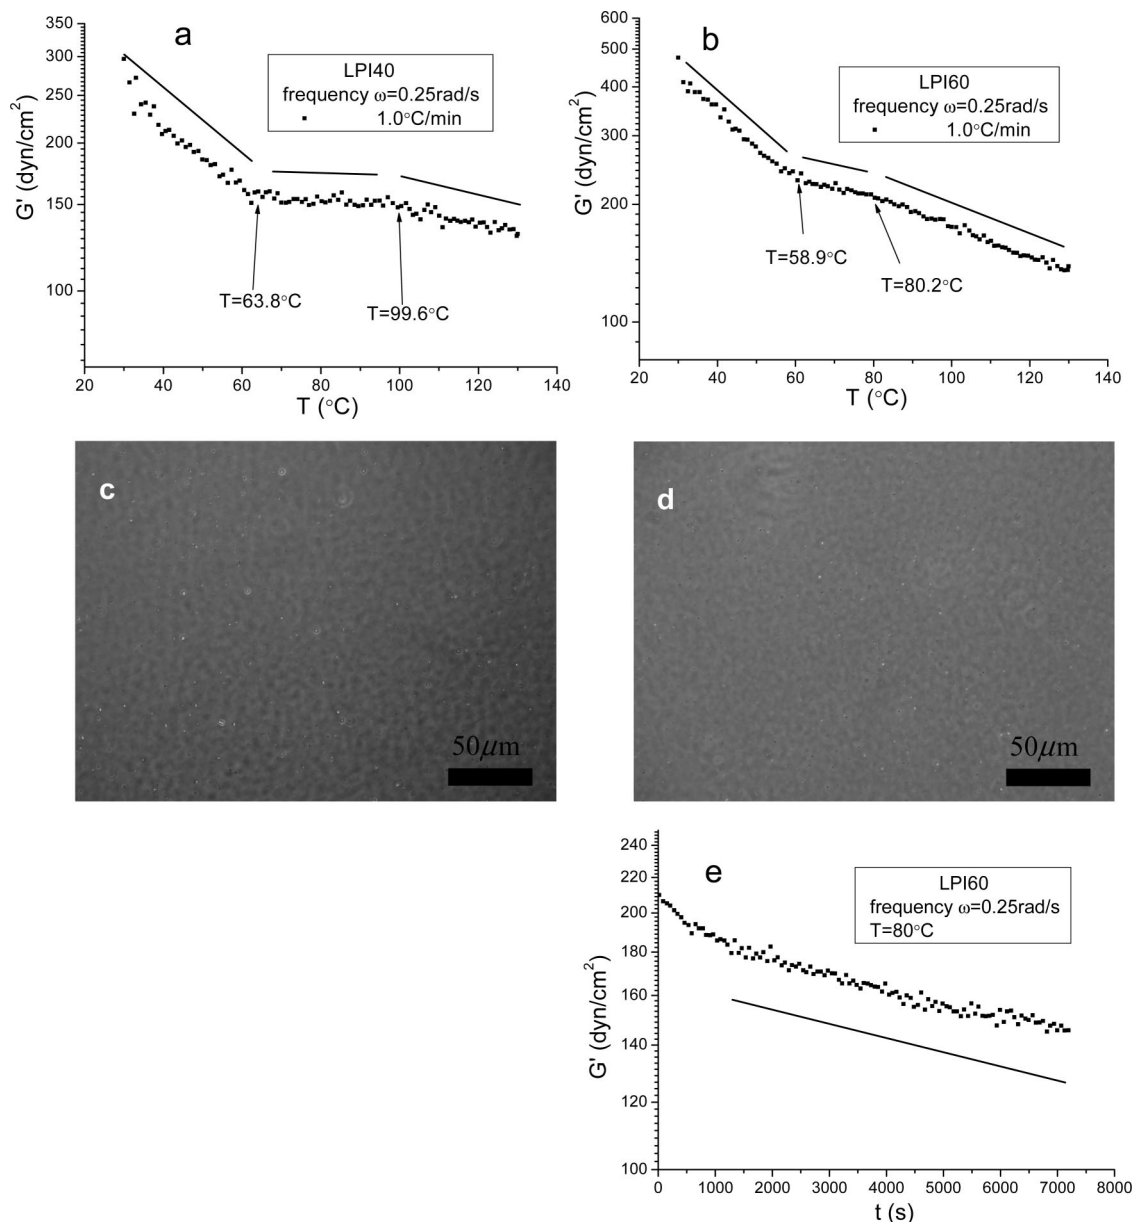 a
LPI40
frequency ω=0.25rad/s
1.0°C/min
G' (dyn/cm²)
300
250
200
150
100
T=63.8°C
T=99.6°C
20 40 60 80 100 120 140
T (°C)
b
LPI60
frequency ω=0.25rad/s
1.0°C/min
G' (dyn/cm²)
600
500
400
300
200
100
T=58.9°C
T=80.2°C
20 40 60 80 100 120 140
T (°C)
c
50μm
d
50μm
e
LPI60
frequency ω=0.25rad/s
T=80°C
G' (dyn/cm²)
240
220
200
180
160
140
120
100
0 1000 2000 3000 4000 5000 6000 7000 8000
t (s)